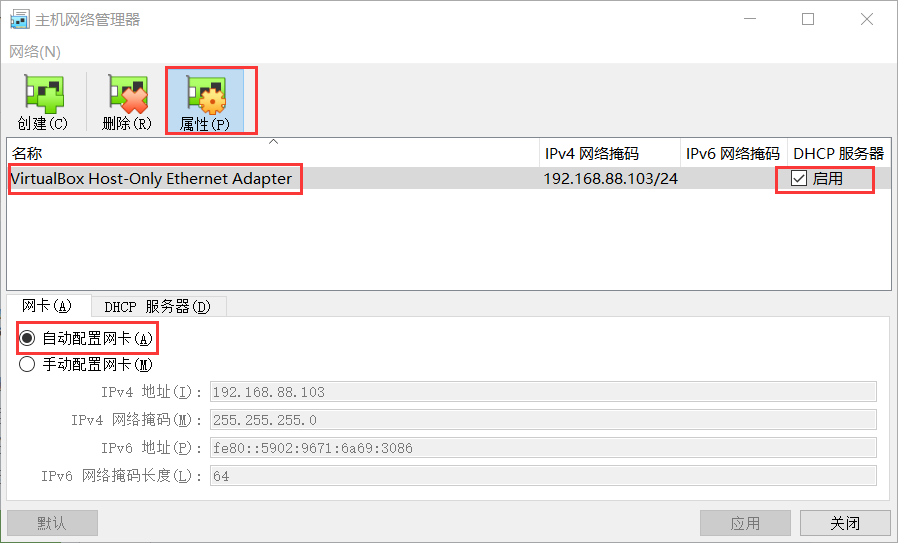 主机网络管理器
网络(N)
创建(C) 删除(R) 属性(P)
名称 IPv4 网络掩码 IPv6 网络掩码 DHCP 服务器
VirtualBox Host-Only Ethernet Adapter 192.168.88.103/24 启用
网卡(A) DHCP 服务器(D)
自动配置网卡(A)
手动配置网卡(M)
IPv4 地址(I): 192.168.88.103
IPv4 网络掩码(M): 255.255.255.0
IPv6 地址(P): fe80::5902:9671:6a69:3086
IPv6 网络掩码长度(L): 64
默认 应用 关闭